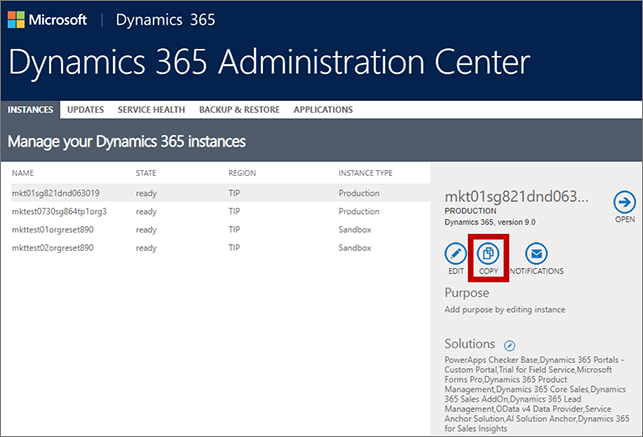 Microsoft | Dynamics 365
Dynamics 365 Administration Center
INSTANCES UPDATES SERVICE HEALTH BACKUP & RESTORE APPLICATIONS
Manage your Dynamics 365 instances
NAME STATE REGION INSTANCE TYPE
mkt01sg821dnd063019 ready TIP Production
mktest0730sg864tp1org3 ready TIP Production
mkttest01orgreset890 ready TIP Sandbox
mkttest02orgreset890 ready TIP Sandbox
mkt01sg821dnd063...
PRODUCTION
Dynamics 365, version 9.0
OPEN
EDIT COPY NOTIFICATIONS
Purpose
Add purpose by editing instance
Solutions
PowerApps Checker Base,Dynamics 365 Portals -
Custom Portal,Trial for Field Service,Microsoft
Forms Pro,Dynamics 365 Product
Management,Dynamics 365 Core Sales,Dynamics
365 Sales AddOn,Dynamics 365 Lead
Management,OData v4 Data Provider,Service
Anchor Solution,AI Solution Anchor,Dynamics 365
for Sales Insights